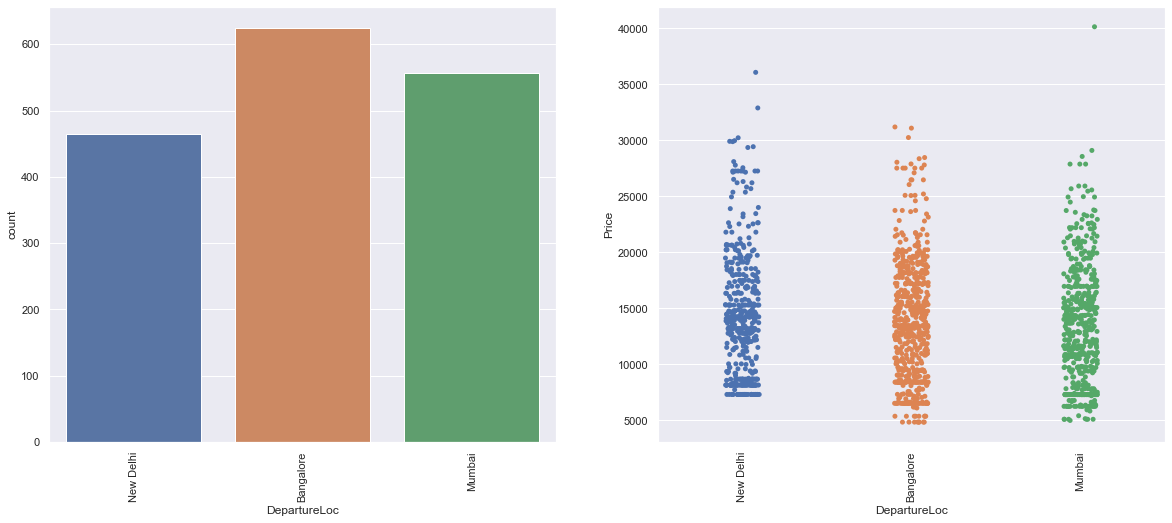 count
600
500
400
300
200
100
0
New Delhi
Bangalore
Mumbai
DepartureLoc
Price
40000
35000
30000
25000
20000
15000
10000
5000
New Delhi
Bangalore
Mumbai
DepartureLoc